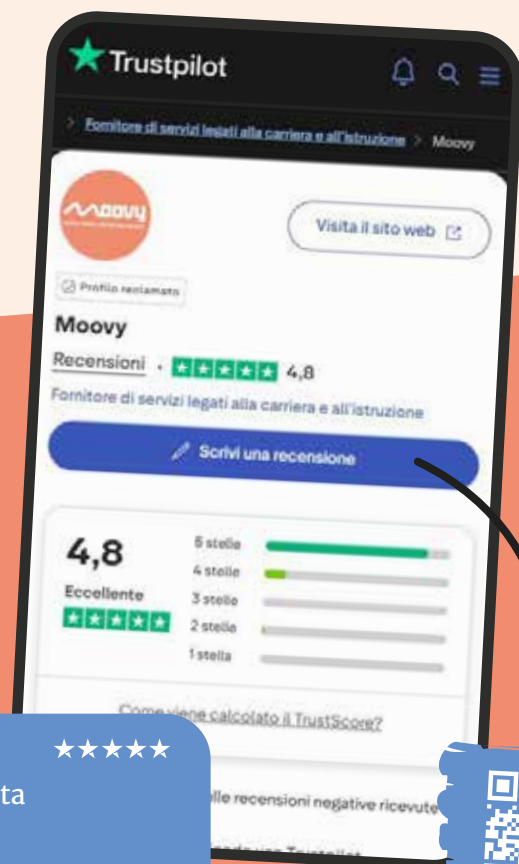 Trustpilot
Fornitore di servizi legati alla carriera e all'istruzione > Moovy
MOOVY
Visita il sito web
Profilo reclamato
Moovy
Recensioni · 4,8
Fornitore di servizi legati alla carriera e all'istruzione
Scrivi una recensione
4,8
Eccellente
5 stelle
4 stelle
3 stelle
2 stelle
1 stella
Come viene calcolato il TrustScore?
ta
lle recensioni negative ricevute
Trustpilot